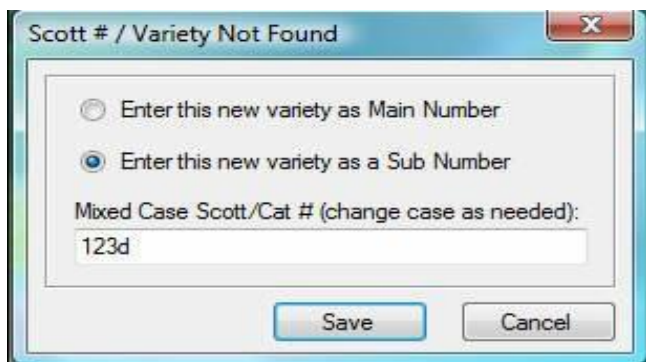 Scott # / Variety Not Found
Enter this new variety as Main Number
Enter this new variety as a Sub Number
Mixed Case Scott/Cat # (change case as needed):
123d
Save Cancel